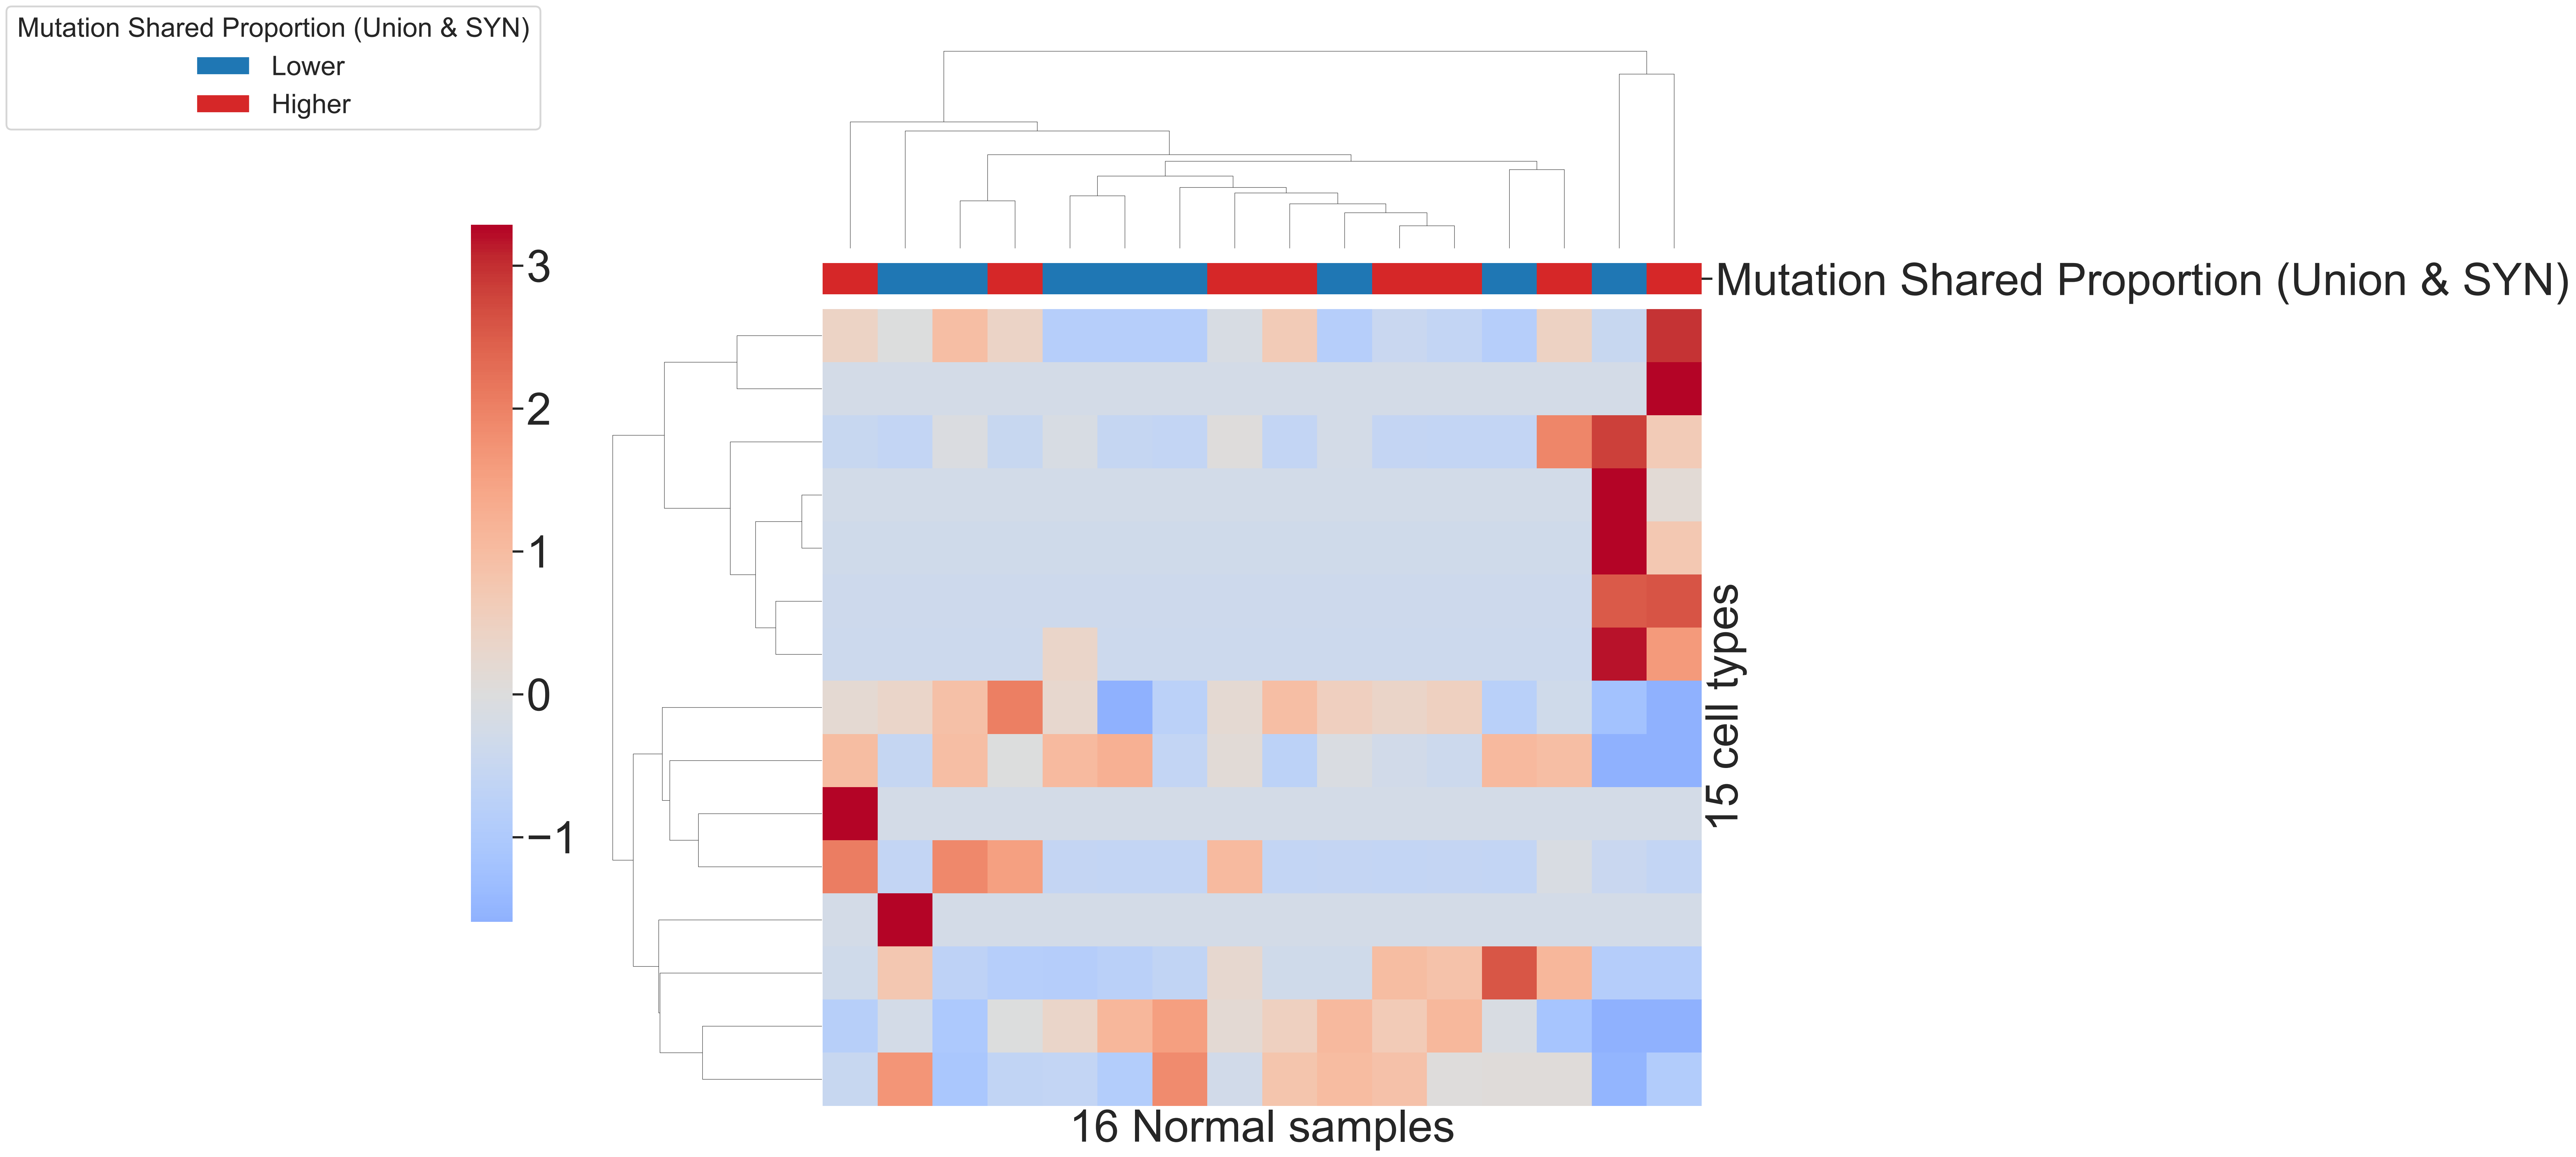 Mutation Shared Proportion (Union & SYN)
Lower
Higher
Mutation Shared Proportion (Union & SYN)
3
2
1
0
−1
15 cell types
16 Normal samples